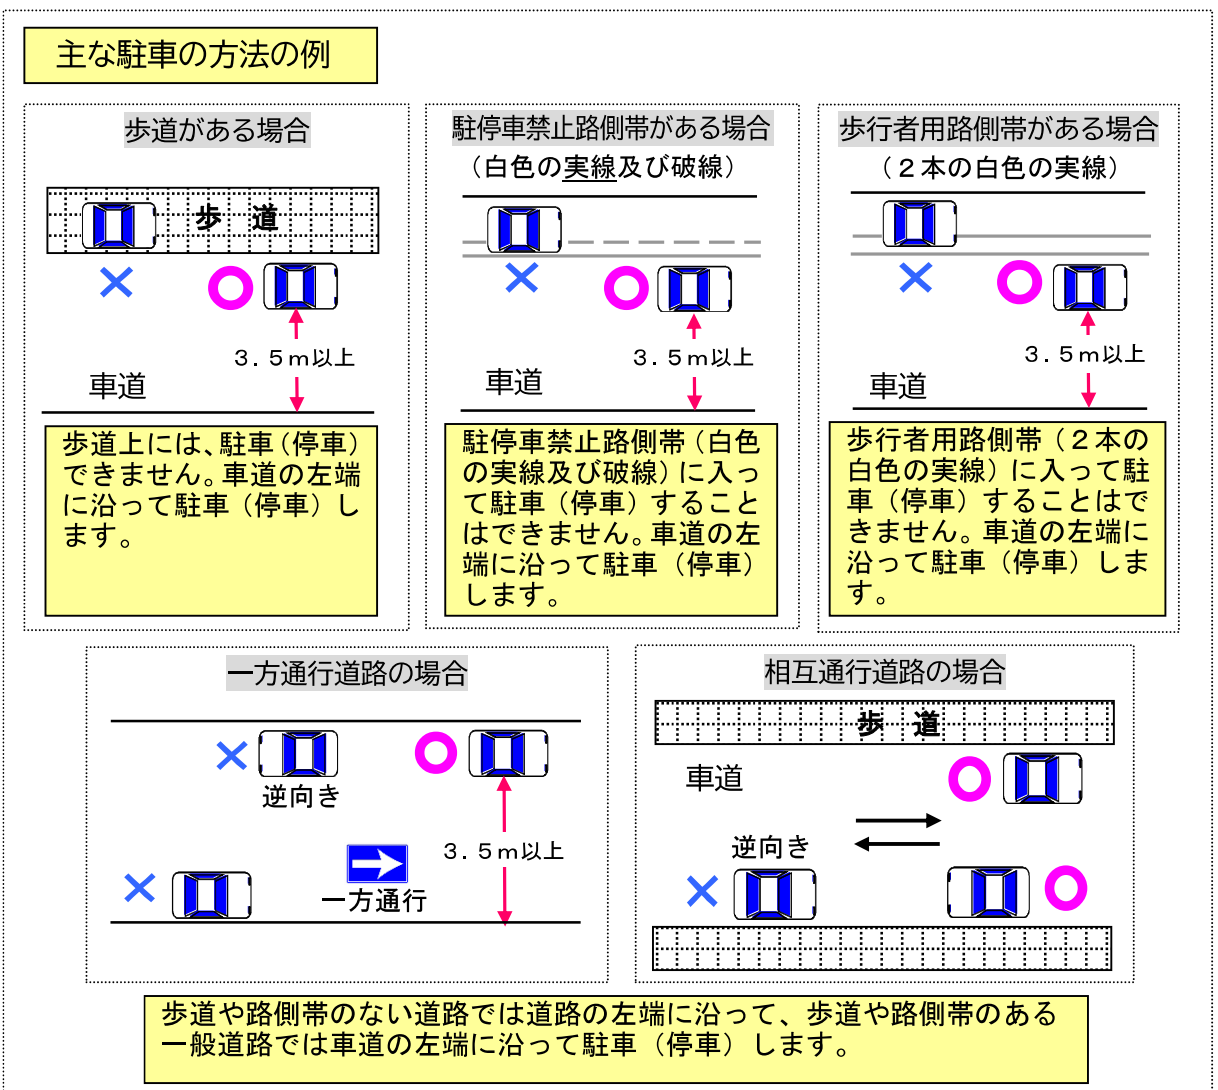 主な駐車の方法の例
歩道がある場合
歩　道
３．５ｍ以上
車道
歩道上には、駐車（停車）
できません。車道の左端
に沿って駐車（停車）し
ます。
駐停車禁止路側帯がある場合
（白色の実線及び破線）
３．５ｍ以上
車道
駐停車禁止路側帯（白色
の実線及び破線）に入っ
て駐車（停車）すること
はできません。車道の左
端に沿って駐車（停車）
します。
歩行者用路側帯がある場合
（２本の白色の実線）
３．５ｍ以上
車道
歩行者用路側帯（２本の
白色の実線）に入って駐
車（停車）することはで
きません。車道の左端に
沿って駐車（停車）しま
す。
一方通行道路の場合
逆向き
３．５ｍ以上
一方通行
相互通行道路の場合
歩　道
車道
逆向き
歩道や路側帯のない道路では道路の左端に沿って、歩道や路側帯のある
一般道路では車道の左端に沿って駐車（停車）します。